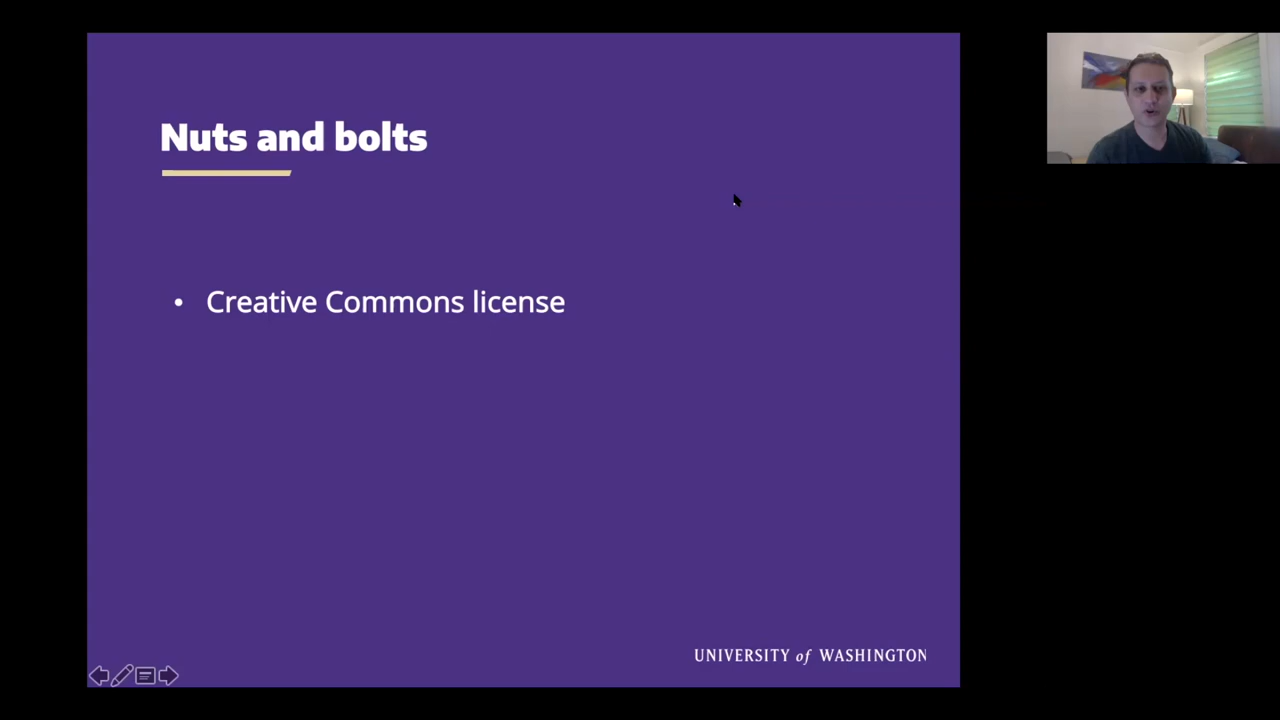 Nuts and bolts
• Creative Commons license
UNIVERSITY of WASHINGTON